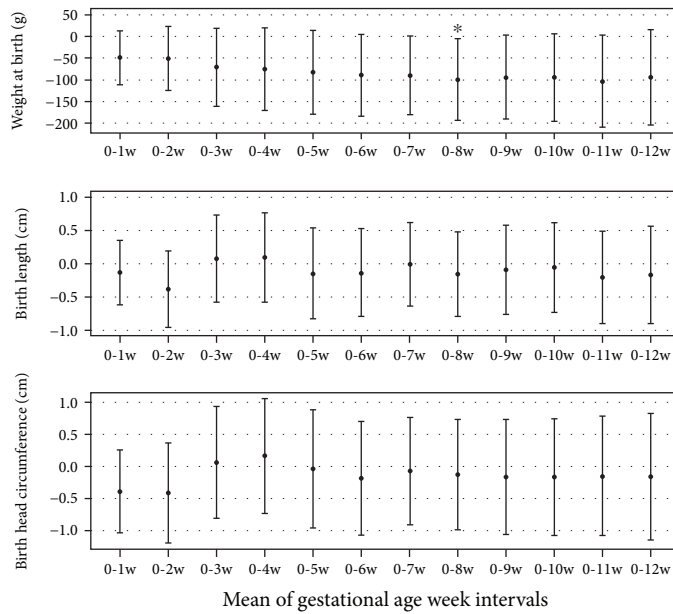 Weight at birth (g)
50
0
−50
−100
−150
−200
*
0-1w 0-2w 0-3w 0-4w 0-5w 0-6w 0-7w 0-8w 0-9w 0-10w 0-11w 0-12w
Birth length (cm)
1.0
0.5
0.0
−0.5
−1.0
0-1w 0-2w 0-3w 0-4w 0-5w 0-6w 0-7w 0-8w 0-9w 0-10w 0-11w 0-12w
Birth head circumference (cm)
1.0
0.5
0.0
−0.5
−1.0
0-1w 0-2w 0-3w 0-4w 0-5w 0-6w 0-7w 0-8w 0-9w 0-10w 0-11w 0-12w
Mean of gestational age week intervals